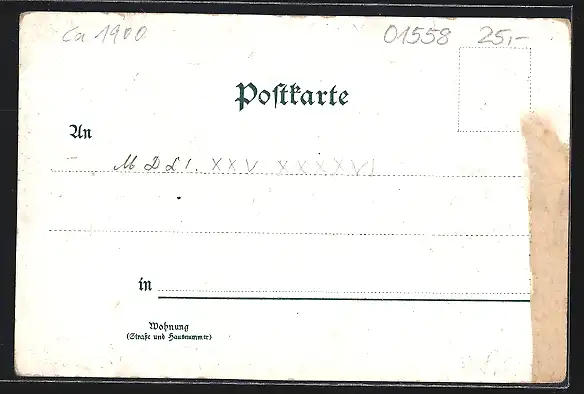 Ca 1900 01558 25,-
Postkarte
An
M D L I. XXV XXXXVI
in
Wohnung
(Straße und Hausnummer)